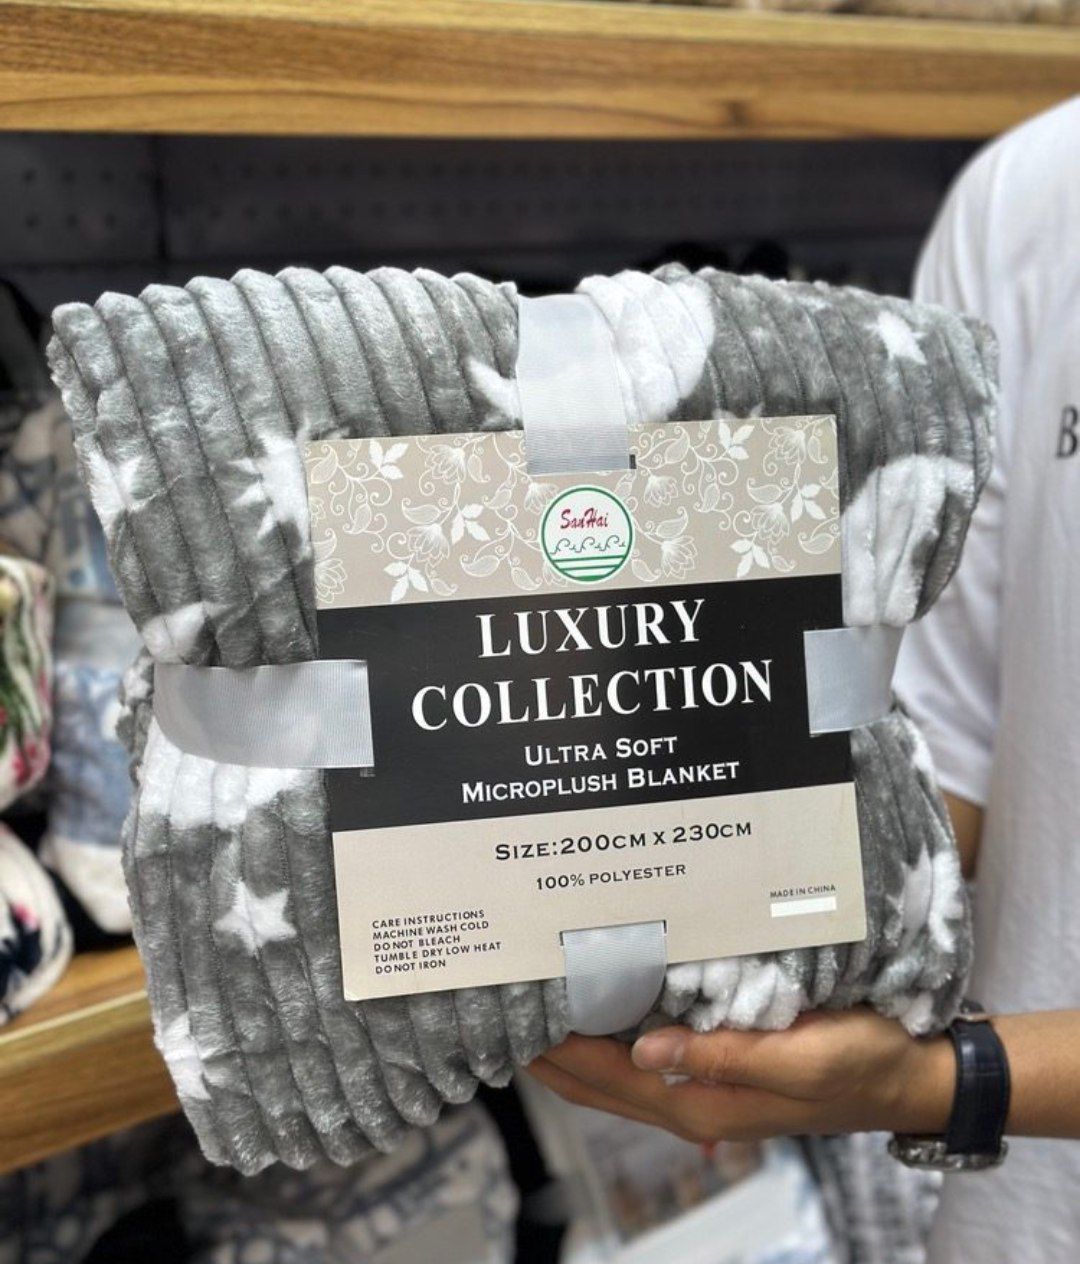 SanHai
LUXURY
COLLECTION
ULTRA SOFT
MICROPLUSH BLANKET
SIZE:200CM X 230CM
100% POLYESTER
MADE IN CHINA
CARE INSTRUCTIONS
MACHINE WASH COLD
DO NOT BLEACH
TUMBLE DRY LOW HEAT
DO NOT IRON
B